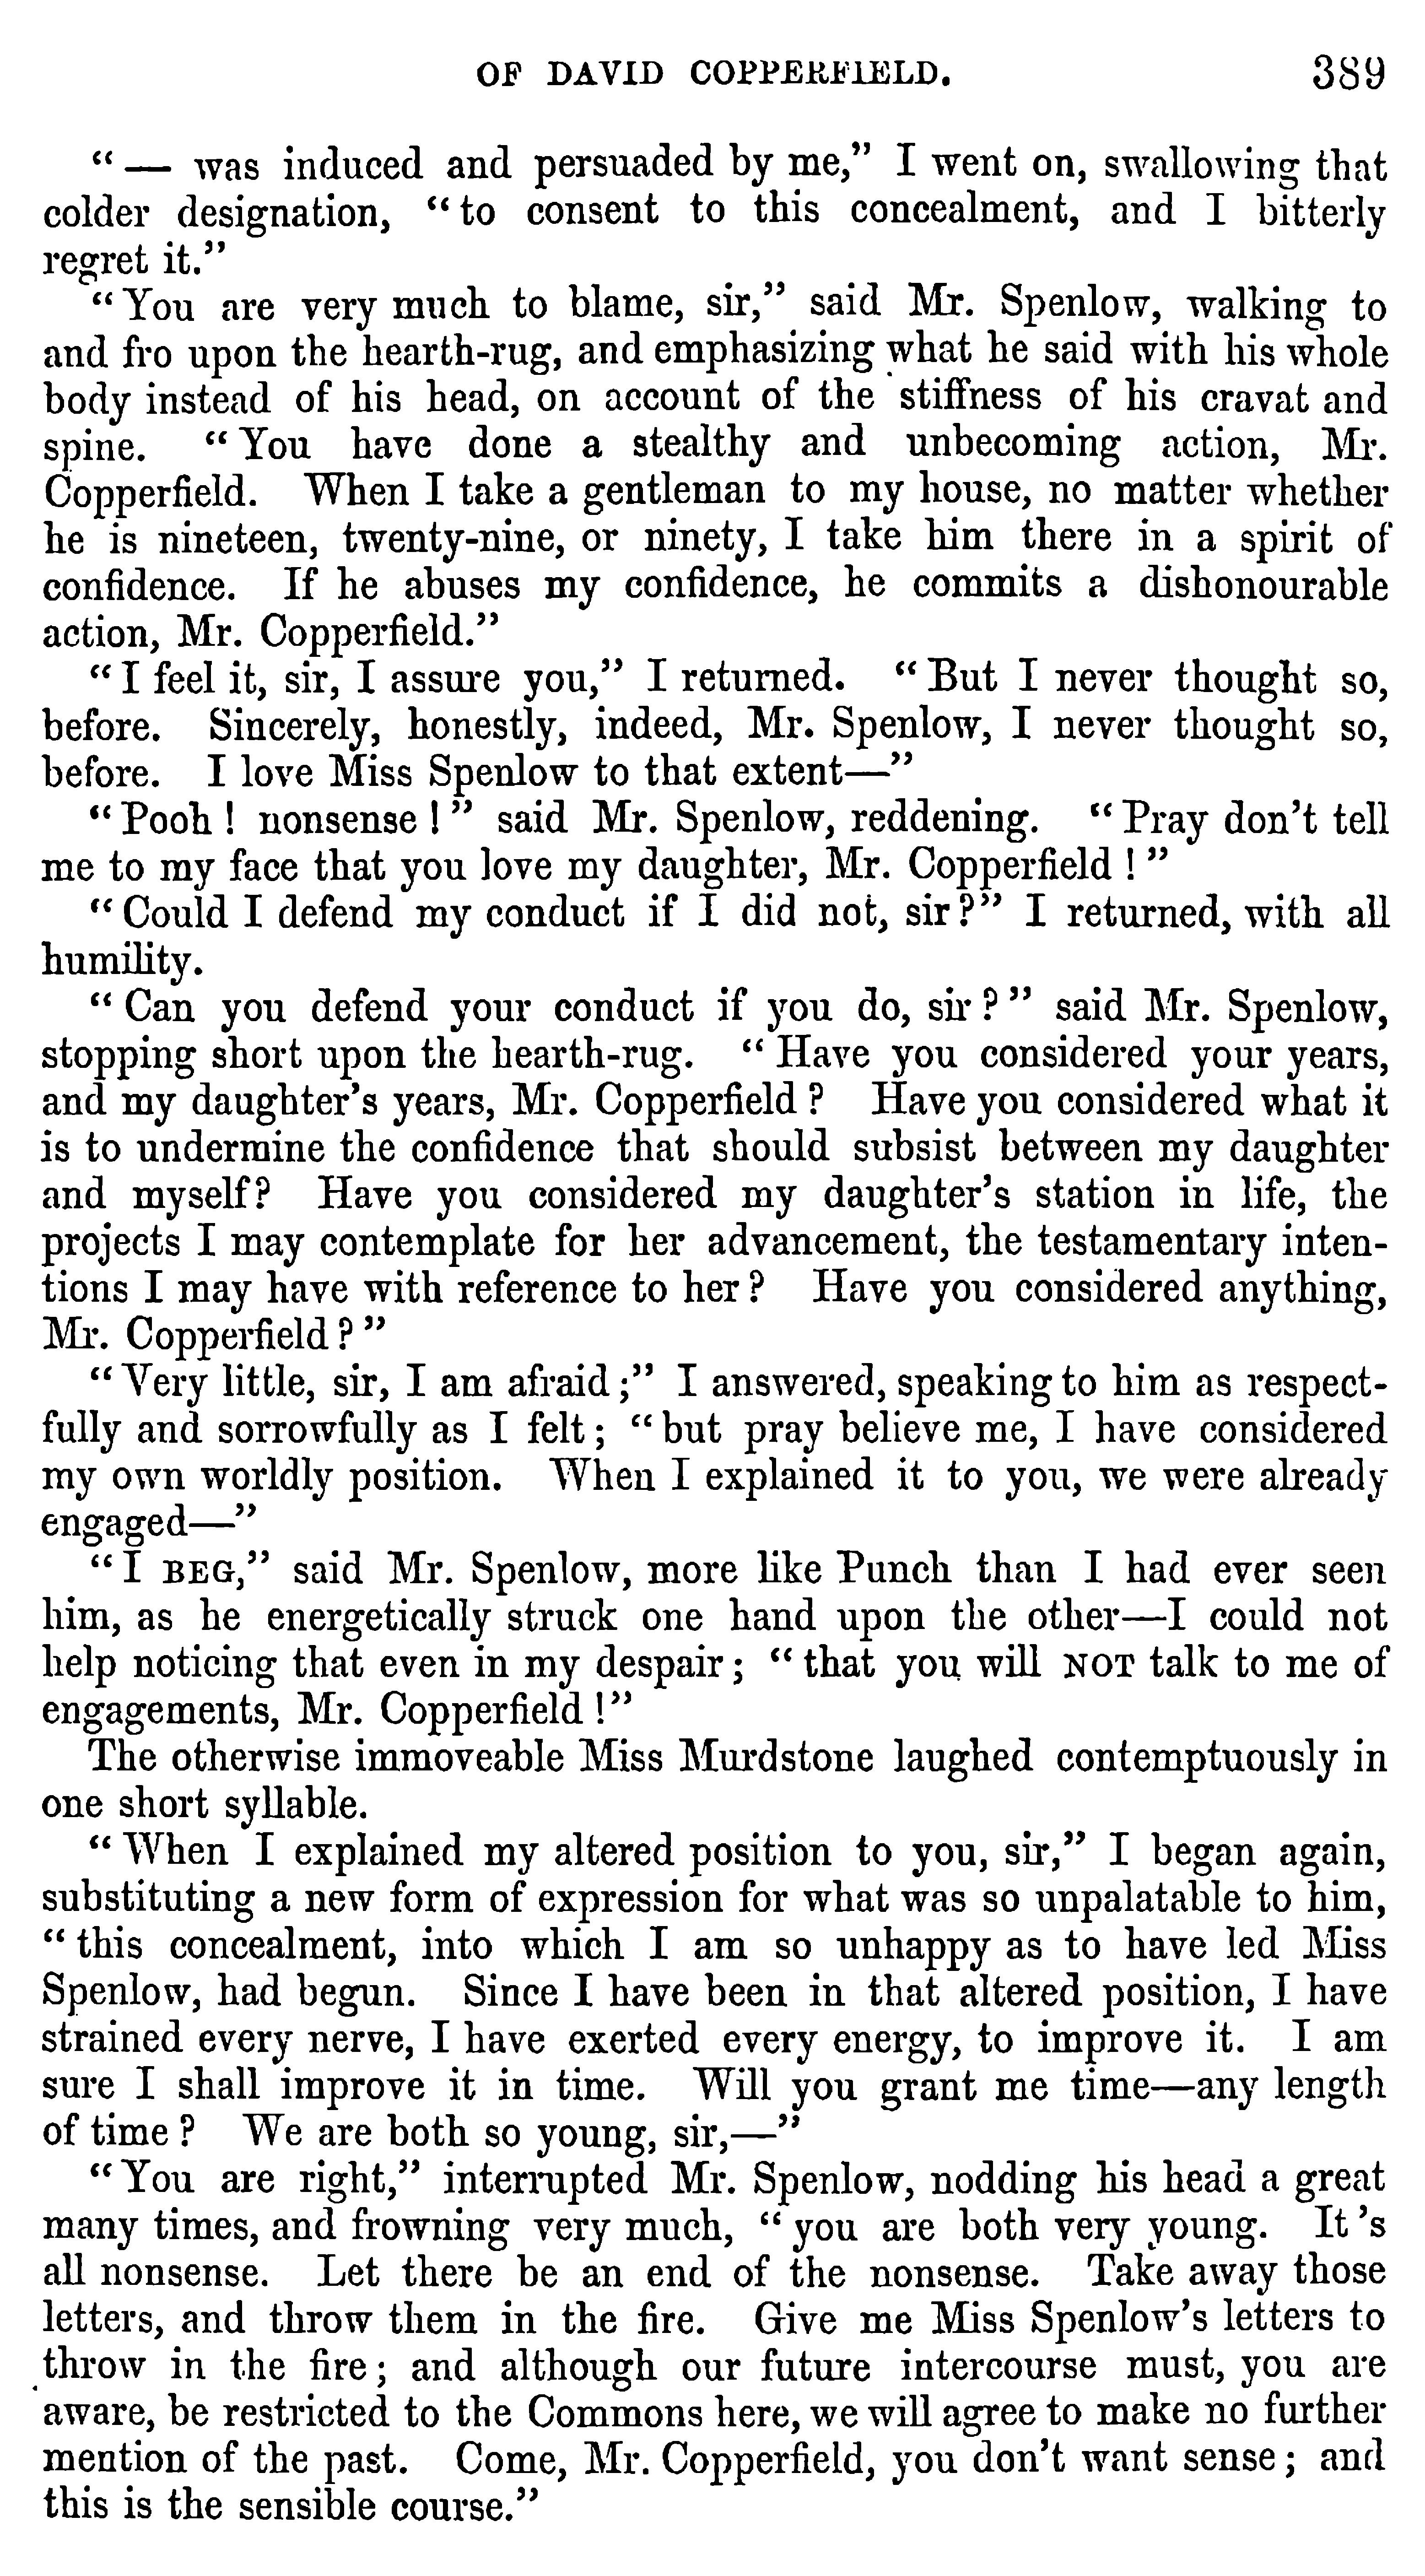 OF DAVID COPPERFIELD. 389
"— was induced and persuaded by me," I went on, swallowing that
colder designation, "to consent to this concealment, and I bitterly
regret it."
"You are very much to blame, sir," said Mr. Spenlow, walking to
and fro upon the hearth-rug, and emphasizing what he said with his whole
body instead of his head, on account of the stiffness of his cravat and
spine. "You have done a stealthy and unbecoming action, Mr.
Copperfield. When I take a gentleman to my house, no matter whether
he is nineteen, twenty-nine, or ninety, I take him there in a spirit of
confidence. If he abuses my confidence, he commits a dishonourable
action, Mr. Copperfield."
"I feel it, sir, I assure you," I returned. "But I never thought so,
before. Sincerely, honestly, indeed, Mr. Spenlow, I never thought so,
before. I love Miss Spenlow to that extent—"
"Pooh! nonsense!" said Mr. Spenlow, reddening. "Pray don't tell
me to my face that you love my daughter, Mr. Copperfield!"
"Could I defend my conduct if I did not, sir?" I returned, with all
humility.
"Can you defend your conduct if you do, sir?" said Mr. Spenlow,
stopping short upon the hearth-rug. "Have you considered your years,
and my daughter's years, Mr. Copperfield? Have you considered what it
is to undermine the confidence that should subsist between my daughter
and myself? Have you considered my daughter's station in life, the
projects I may contemplate for her advancement, the testamentary inten-
tions I may have with reference to her? Have you considered anything,
Mr. Copperfield?"
"Very little, sir, I am afraid;" I answered, speaking to him as respect-
fully and sorrowfully as I felt; "but pray believe me, I have considered
my own worldly position. When I explained it to you, we were already
engaged—"
"I BEG," said Mr. Spenlow, more like Punch than I had ever seen
him, as he energetically struck one hand upon the other—I could not
help noticing that even in my despair; "that you will NOT talk to me of
engagements, Mr. Copperfield!"
The otherwise immoveable Miss Murdstone laughed contemptuously in
one short syllable.
"When I explained my altered position to you, sir," I began again,
substituting a new form of expression for what was so unpalatable to him,
"this concealment, into which I am so unhappy as to have led Miss
Spenlow, had begun. Since I have been in that altered position, I have
strained every nerve, I have exerted every energy, to improve it. I am
sure I shall improve it in time. Will you grant me time—any length
of time? We are both so young, sir,—"
"You are right," interrupted Mr. Spenlow, nodding his head a great
many times, and frowning very much, "you are both very young. It's
all nonsense. Let there be an end of the nonsense. Take away those
letters, and throw them in the fire. Give me Miss Spenlow's letters to
throw in the fire; and although our future intercourse must, you are
aware, be restricted to the Commons here, we will agree to make no further
mention of the past. Come, Mr. Copperfield, you don't want sense; and
this is the sensible course."